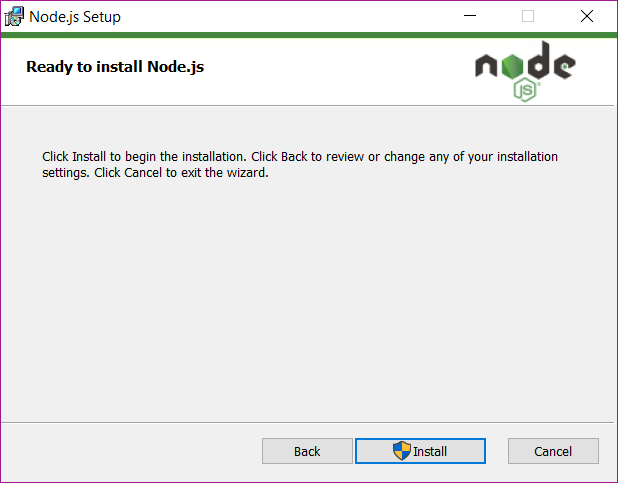 Node.js Setup
Ready to install Node.js
node
JS
Click Install to begin the installation. Click Back to review or change any of your installation
settings. Click Cancel to exit the wizard.
Back
Install
Cancel